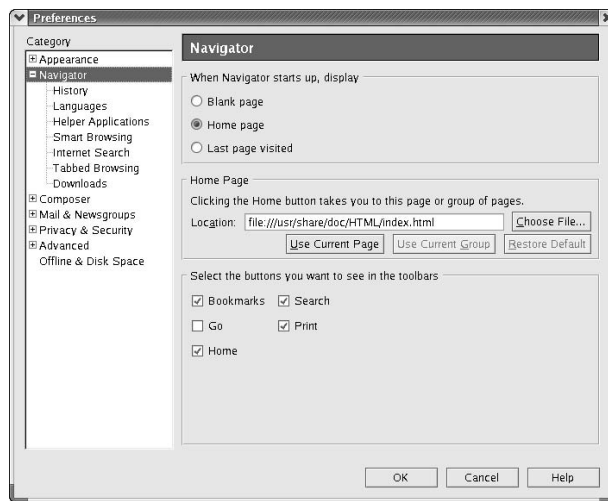 Preferences
Category
Appearance
Navigator
History
Languages
Helper Applications
Smart Browsing
Internet Search
Tabbed Browsing
Downloads
Composer
Mail & Newsgroups
Privacy & Security
Advanced
Offline & Disk Space
Navigator
When Navigator starts up, display
Blank page
Home page
Last page visited
Home Page
Clicking the Home button takes you to this page or group of pages.
Location: file:///usr/share/doc/HTML/index.html Choose File...
Use Current Page Use Current Group Restore Default
Select the buttons you want to see in the toolbars
Bookmarks Search
Go Print
Home
OK Cancel Help